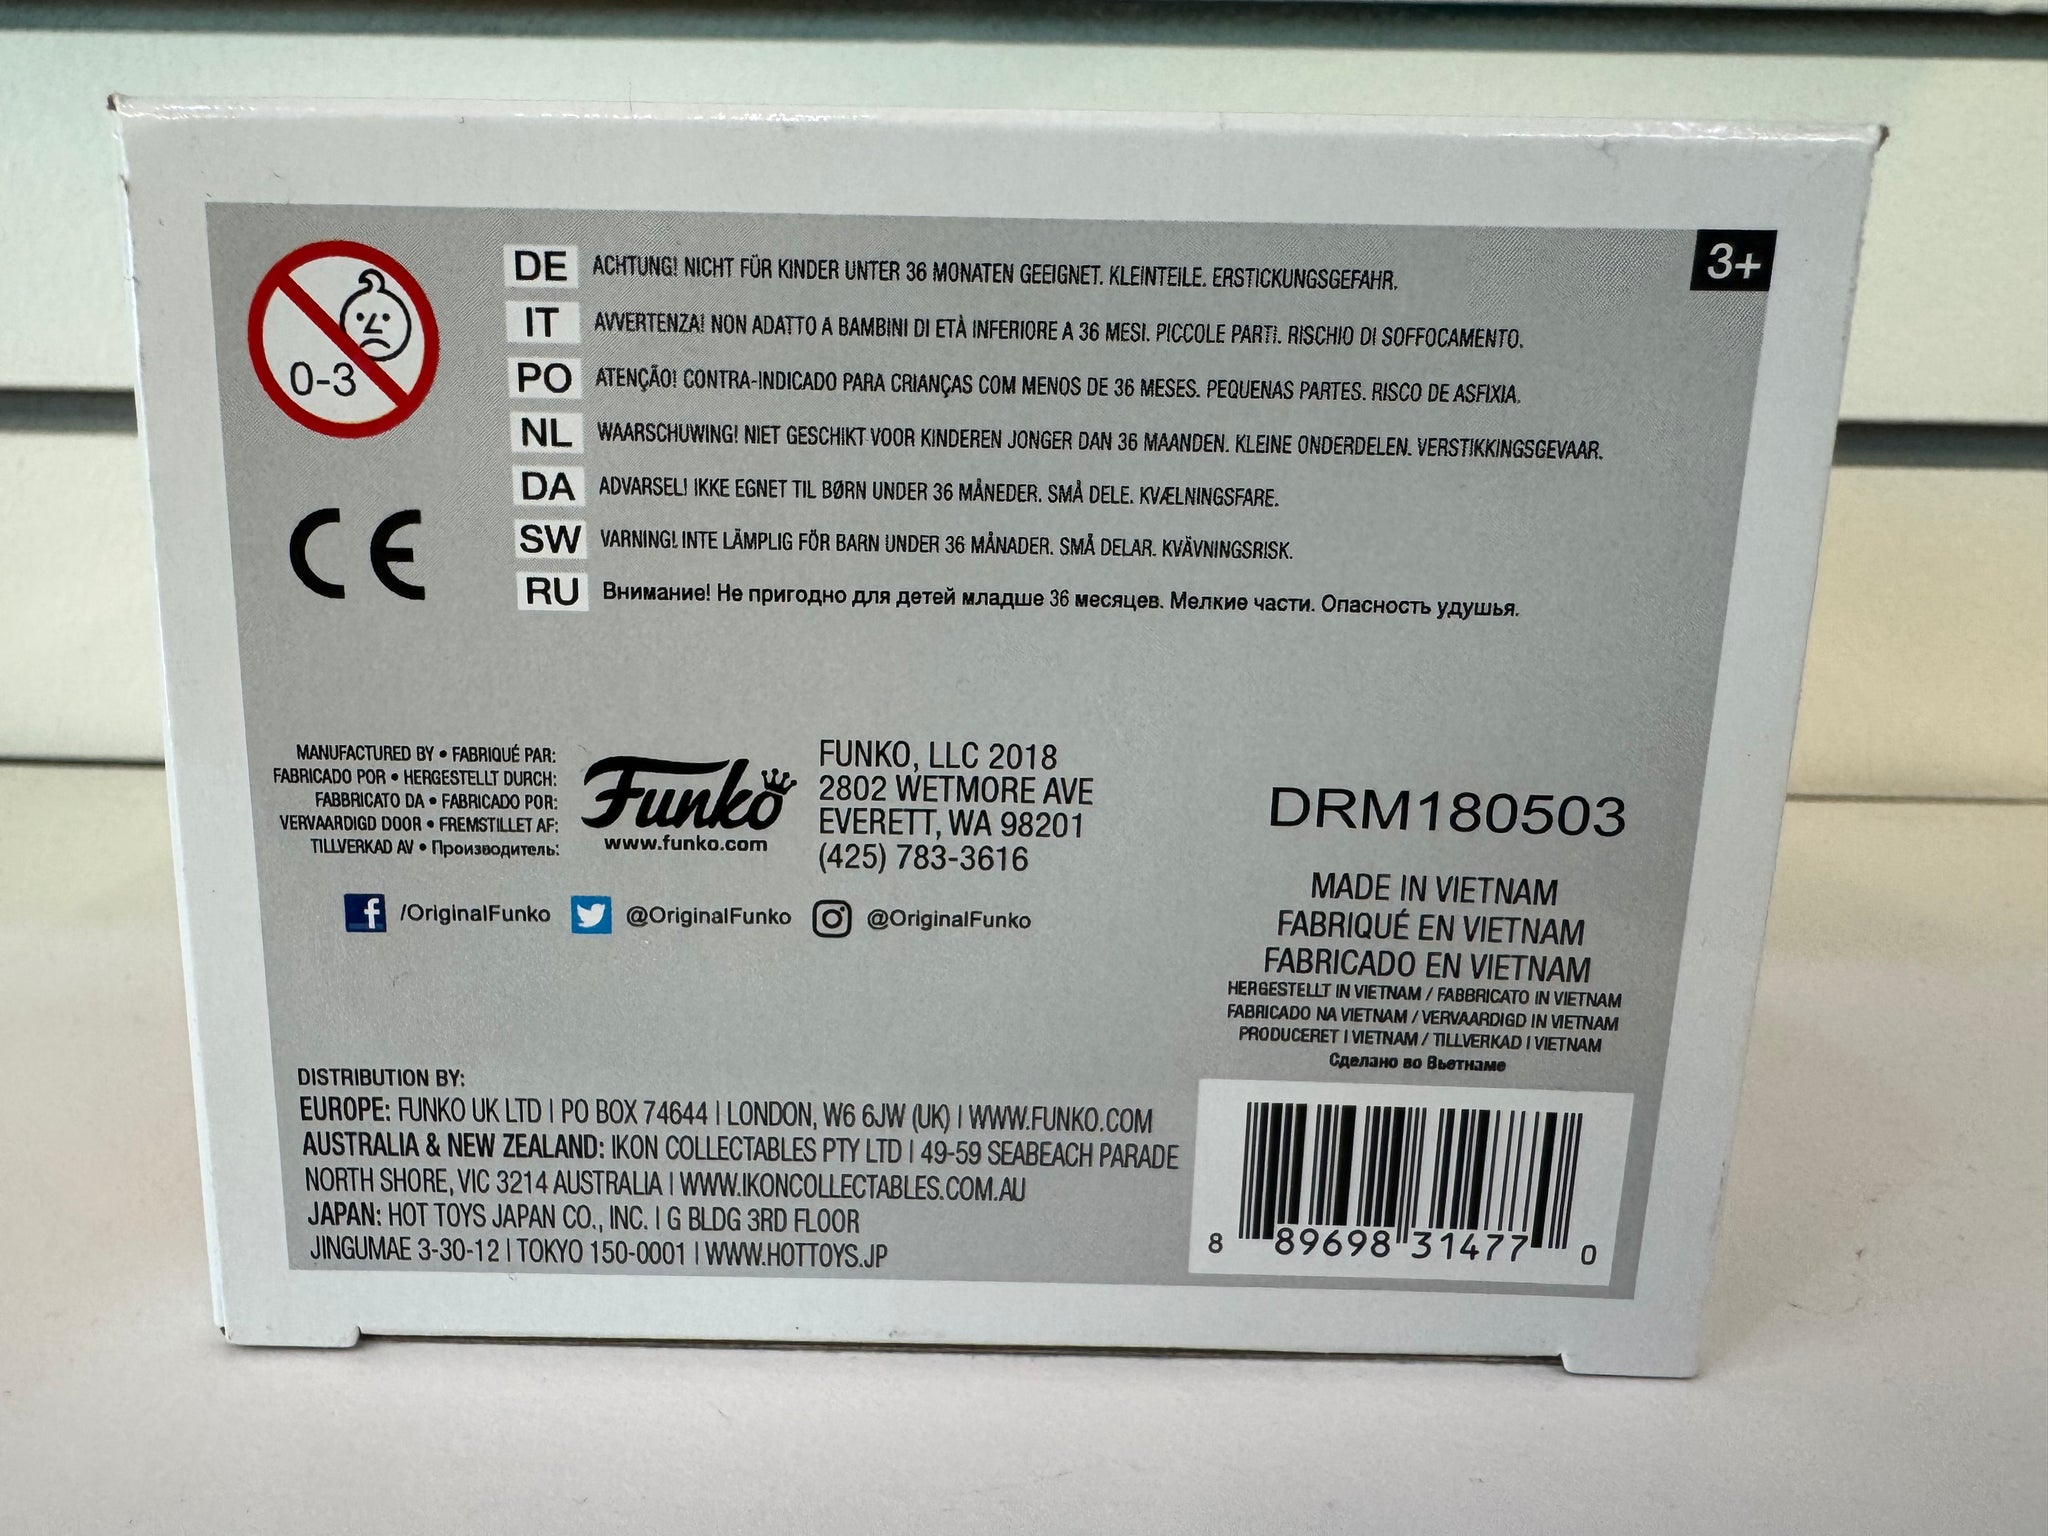 0-3
3+
DE ACHTUNG! NICHT FÜR KINDER UNTER 36 MONATEN GEEIGNET. KLEINTEILE. ERSTICKUNGSGEFAHR.
IT AVVERTENZA! NON ADATTO A BAMBINI DI ETÀ INFERIORE A 36 MESI. PICCOLE PARTI. RISCHIO DI SOFFOCAMENTO.
PO ATENÇÃO! CONTRA-INDICADO PARA CRIANÇAS COM MENOS DE 36 MESES. PEQUENAS PARTES. RISCO DE ASFIXIA.
NL WAARSCHUWING! NIET GESCHIKT VOOR KINDEREN JONGER DAN 36 MAANDEN. KLEINE ONDERDELEN. VERSTIKKINGSGEVAAR.
DA ADVARSEL! IKKE EGNET TIL BØRN UNDER 36 MÅNEDER. SMÅ DELE. KVÆLNINGSFARE.
SW VARNING! INTE LÄMPLIG FÖR BARN UNDER 36 MÅNADER. SMÅ DELAR. KVÄVNINGSRISK.
RU Внимание! Не пригодно для детей младше 36 месяцев. Мелкие части. Опасность удушья.
CE
MANUFACTURED BY • FABRIQUÉ PAR:
FABRICADO POR • HERGESTELLT DURCH:
FABBRICATO DA • FABRICADO POR:
VERVAARDIGD DOOR • FREMSTILLET AF:
TILLVERKAD AV • Производитель:
Funko
www.funko.com
FUNKO, LLC 2018
2802 WETMORE AVE
EVERETT, WA 98201
(425) 783-3616
/OriginalFunko @OriginalFunko @OriginalFunko
DRM180503
MADE IN VIETNAM
FABRIQUÉ EN VIETNAM
FABRICADO EN VIETNAM
HERGESTELLT IN VIETNAM / FABBRICATO IN VIETNAM
FABRICADO NA VIETNAM / VERVAARDIGD IN VIETNAM
PRODUCERET I VIETNAM / TILLVERKAD I VIETNAM
Сделано во Вьетнаме
DISTRIBUTION BY:
EUROPE: FUNKO UK LTD | PO BOX 74644 | LONDON, W6 6JW (UK) | WWW.FUNKO.COM
AUSTRALIA & NEW ZEALAND: IKON COLLECTABLES PTY LTD | 49-59 SEABEACH PARADE
NORTH SHORE, VIC 3214 AUSTRALIA | WWW.IKONCOLLECTABLES.COM.AU
JAPAN: HOT TOYS JAPAN CO., INC. | G BLDG 3RD FLOOR
JINGUMAE 3-30-12 | TOKYO 150-0001 | WWW.HOTTOYS.JP
8 89698 31477 0